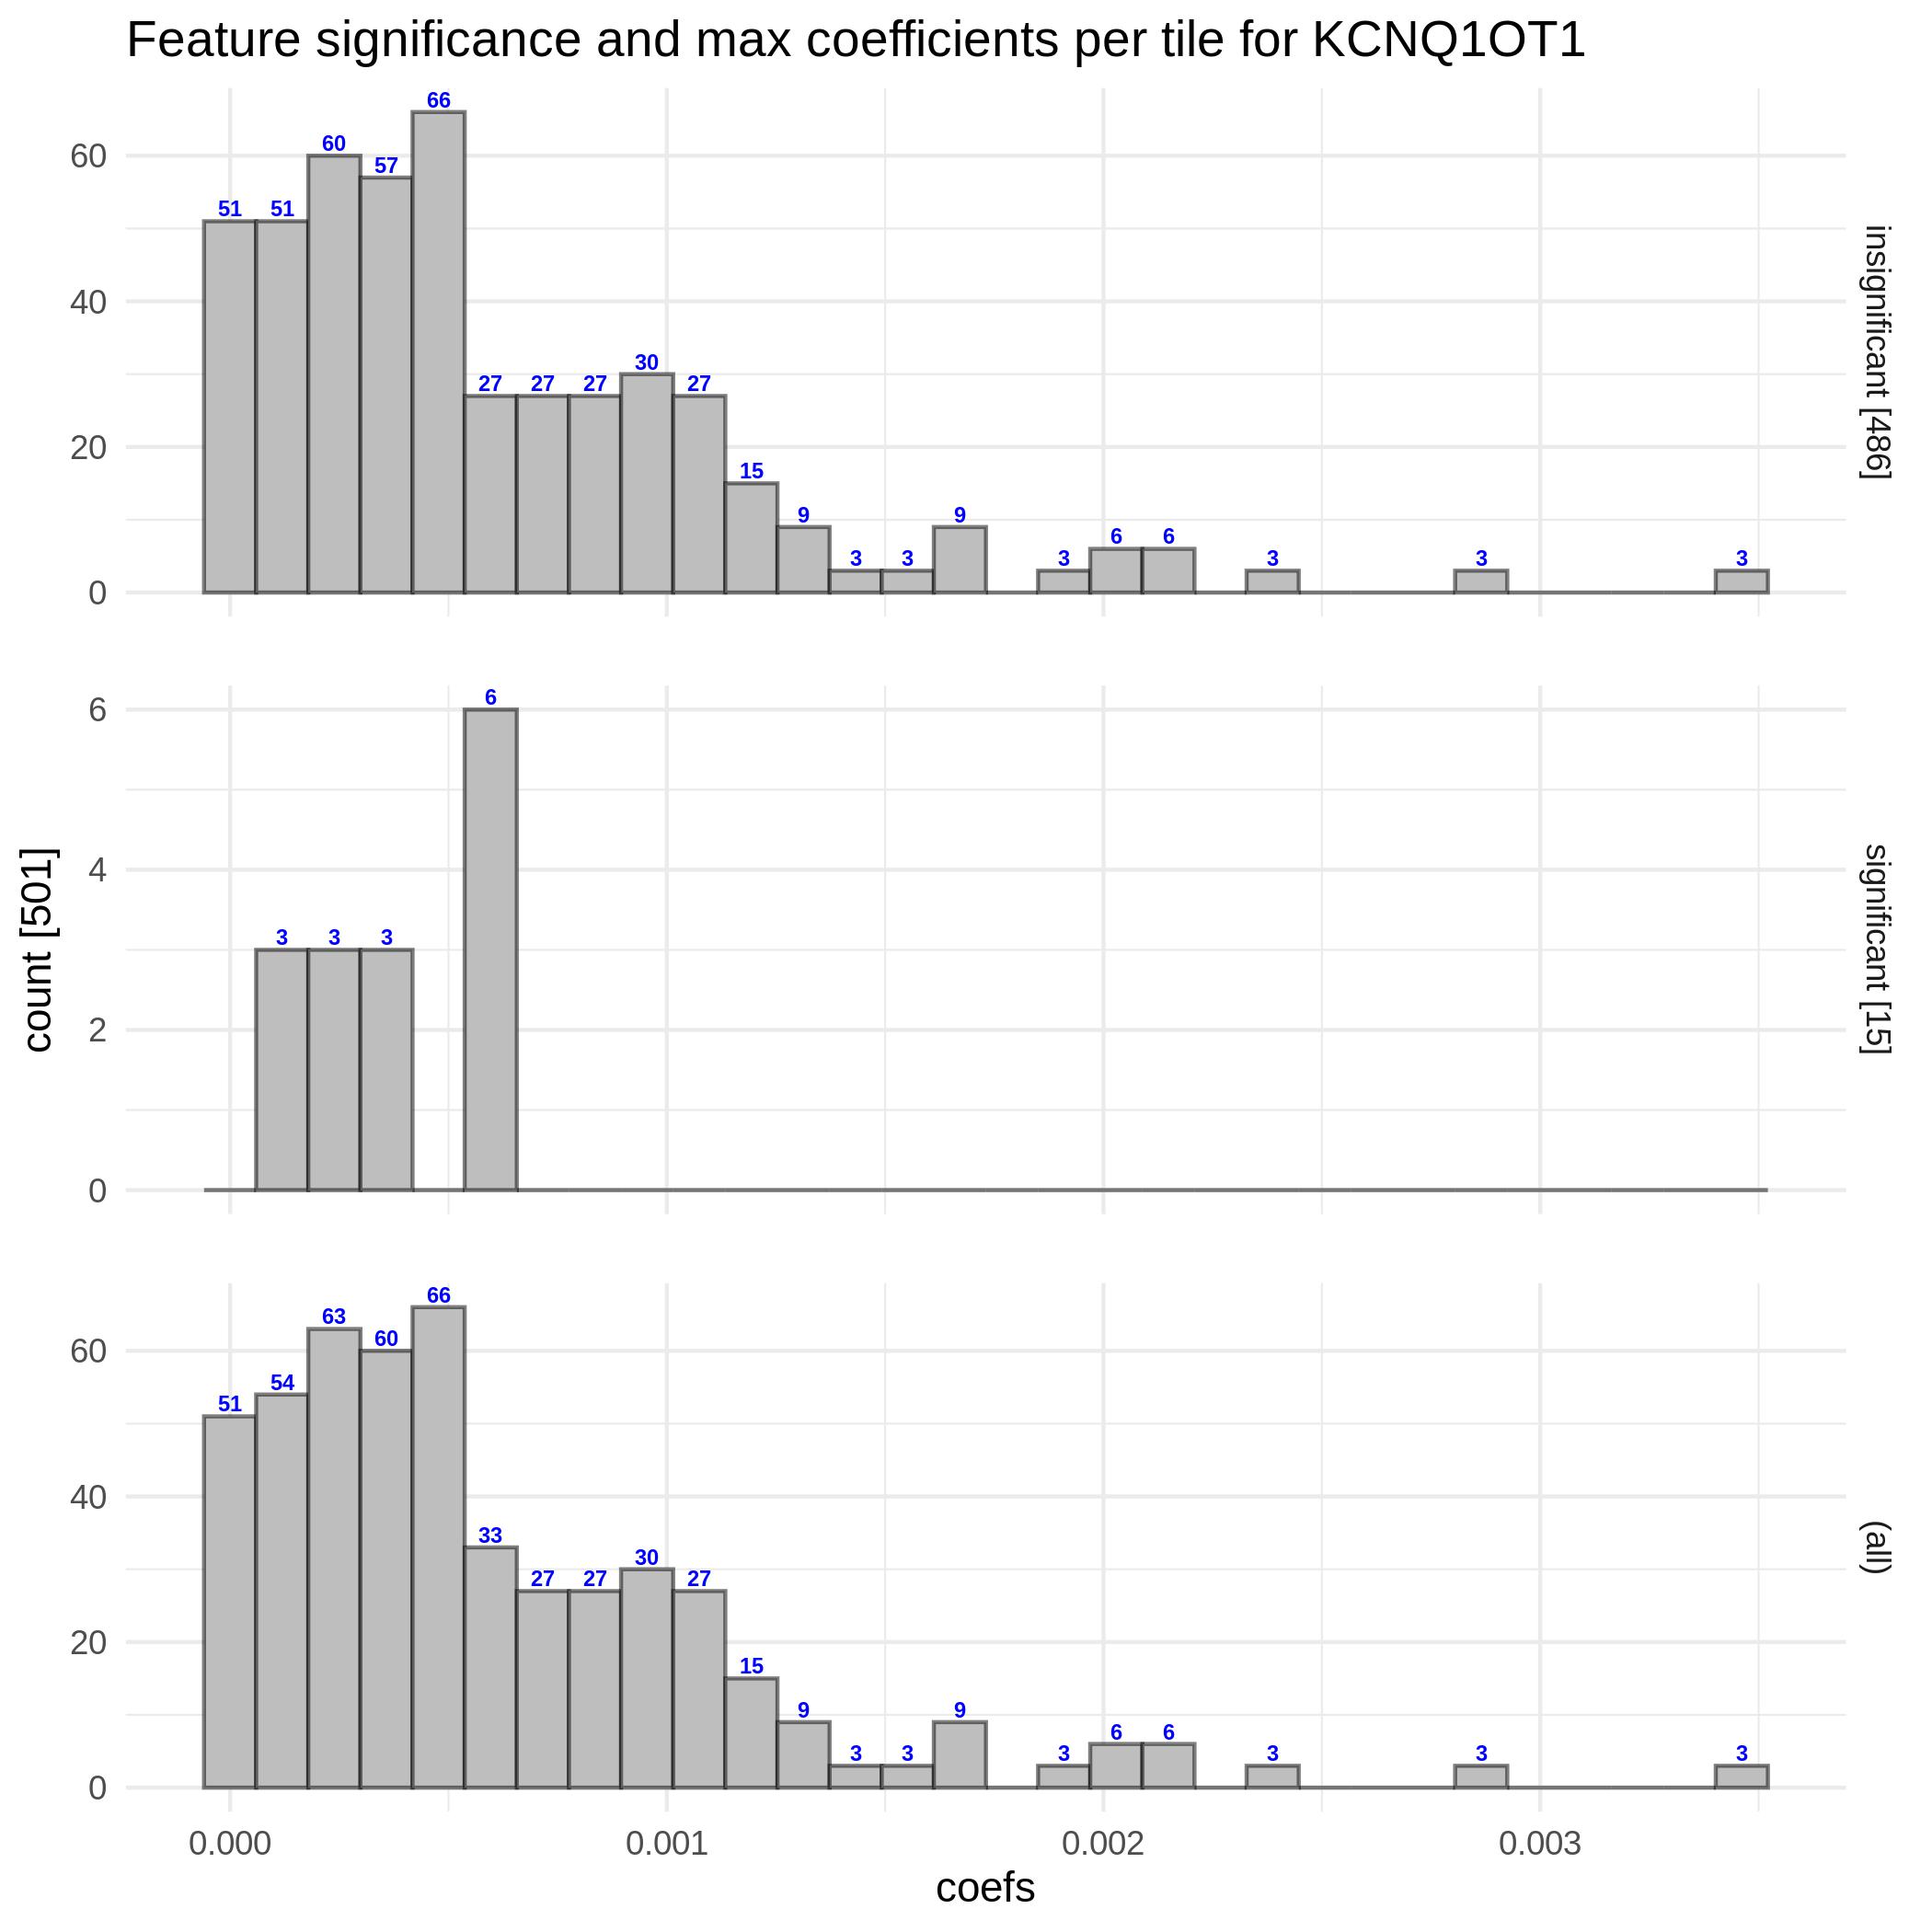 Feature significance and max coefficients per tile for KCNQ1OT1
66
60
57
51 51
27 27 27 30 27
15
9 3 3 9 3 6 6 3 3 3
60
40
20
0
insignificant [486]
6
3 3 3
6
4
2
0
significant [15]
count [501]
66
63
60
54
51
33
27 27 30 27
15
9 3 3 9 3 6 6 3 3 3
60
40
20
0
(all)
0.000 0.001 0.002 0.003
coefs